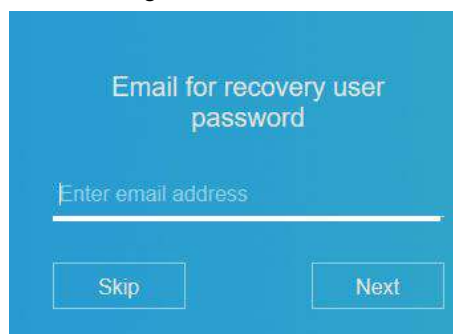 Email for recovery user
password
Enter email address
Skip
Next